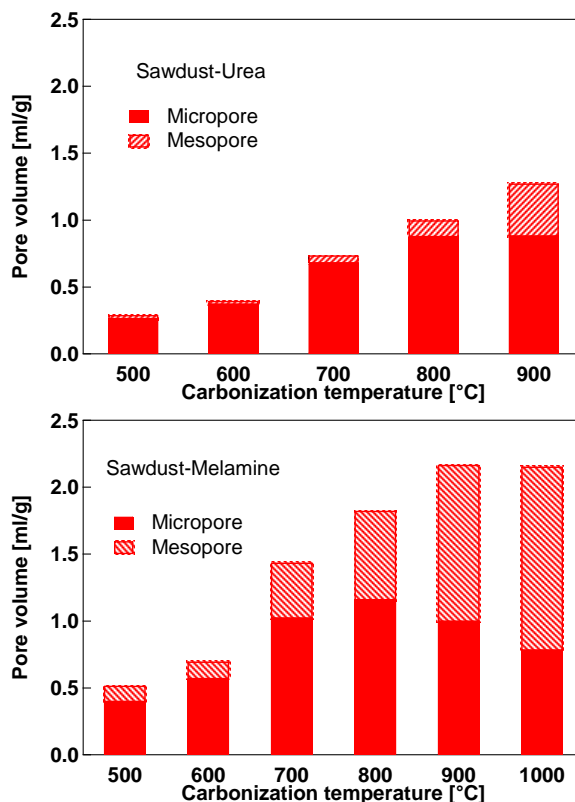 2.5
2.0
1.5
1.0
0.5
0.0
Pore volume [ml/g]
Sawdust-Urea
Micropore
Mesopore
500 600 700 800 900
Carbonization temperature [°C]
2.5
2.0
1.5
1.0
0.5
0.0
Pore volume [ml/g]
Sawdust-Melamine
Micropore
Mesopore
500 600 700 800 900 1000
Carbonization temperature [°C]